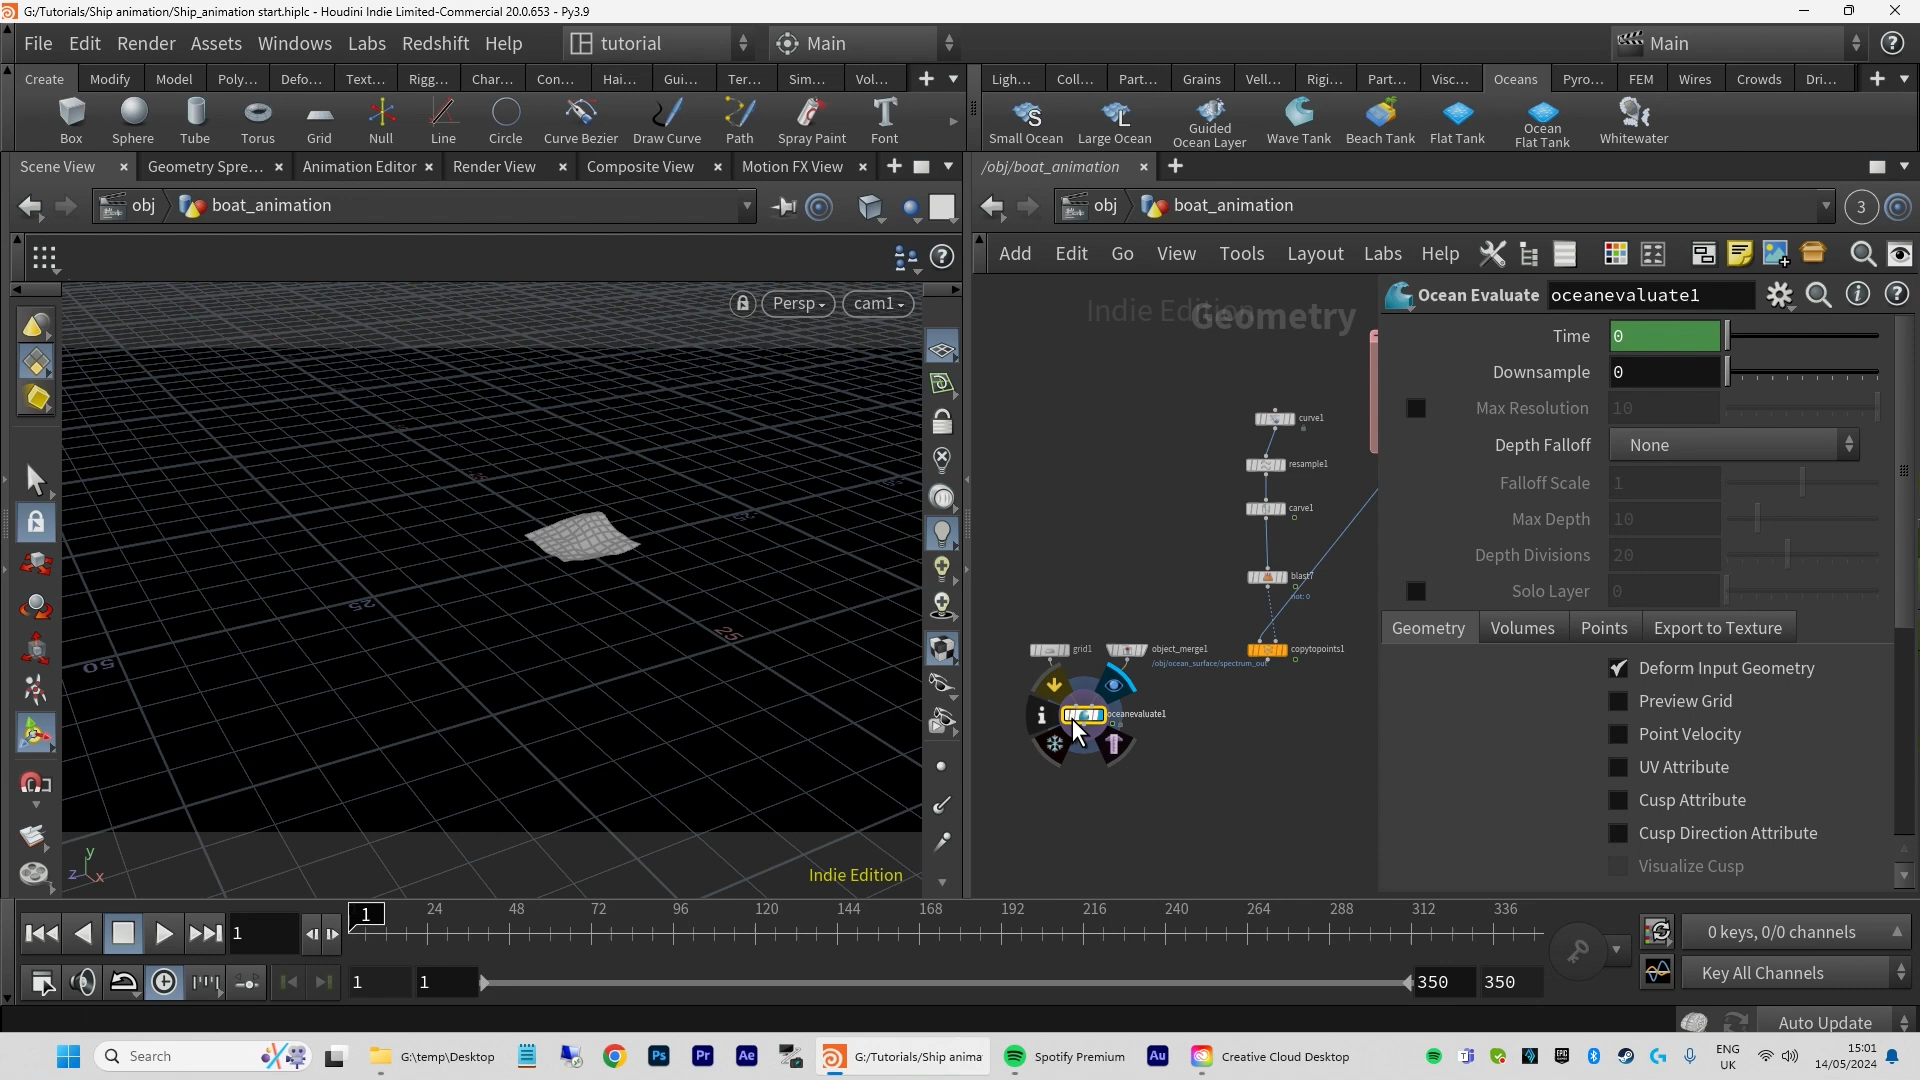 G:/Tutorials/Ship animation/Ship_animation start.hiplc - Houdini Indie Limited-Commercial 20.0.653 - Py3.9
File Edit Render Assets Windows Labs Redshift Help tutorial Main Main
Create Modify Model Poly... Defo... Text... Rigg... Char... Con... Hai... Gui... Ter... Sim... Vol...
Ligh... Coll... Part... Grains Vell... Rigi... Part... Visc... Oceans Pyro... FEM Wires Crowds Dri...
Box Sphere Tube Torus Grid Null Line Circle Curve Bezier Draw Curve Path Spray Paint Font
Small Ocean Large Ocean Guided Ocean Layer Wave Tank Beach Tank Flat Tank Ocean Flat Tank Whitewater
Scene View Geometry Spre... Animation Editor Render View Composite View Motion FX View
/obj/boat_animation
obj boat_animation
obj boat_animation 3
Add Edit Go View Tools Layout Labs Help
Persp cam1
Indie Edition
Geometry
Ocean Evaluate oceanevaluate1
Time 0
Downsample 0
Max Resolution 10
Depth Falloff None
Falloff Scale 1
Max Depth 10
Depth Divisions 20
Solo Layer 0
Geometry Volumes Points Export to Texture
Deform Input Geometry
Preview Grid
Point Velocity
UV Attribute
Cusp Attribute
Cusp Direction Attribute
Visualize Cusp
curve1
resample1
carve1
blast7
not: 0
grid1
object_merge1
/obj/ocean_surface/spectrum_out
copytopoints1
oceanevaluate1
25
25
50
y
z x
Indie Edition
1 1 24 48 72 96 120 144 168 192 216 240 264 288 312 336
0 keys, 0/0 channels
1 1 350 350
Key All Channels
Auto Update
Search
G:\temp\Desktop
G:/Tutorials/Ship anima
Spotify Premium
Creative Cloud Desktop
ENG
UK
15:01
14/05/2024